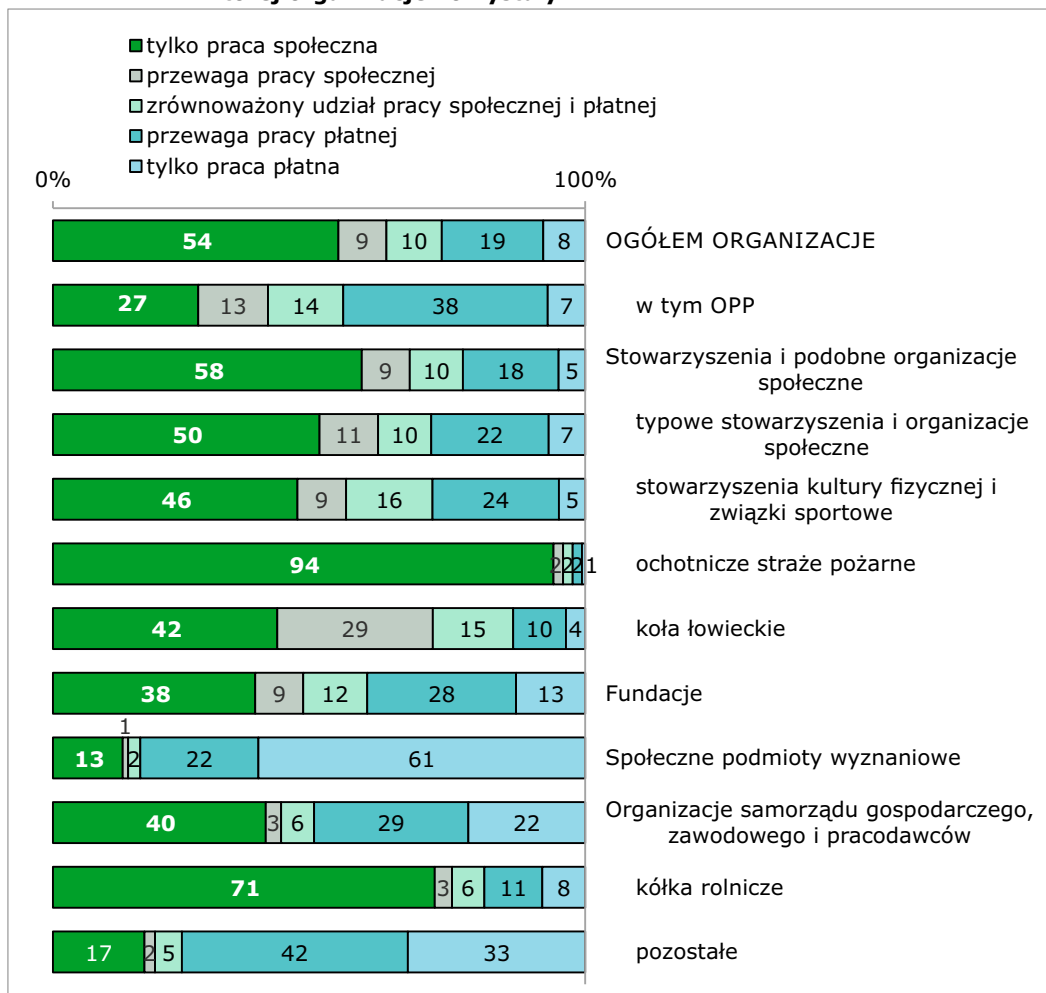 tylko praca społeczna
przewaga pracy społecznej
zrównoważony udział pracy społecznej i płatnej
przewaga pracy płatnej
tylko praca płatna
0% 100%
54 9 10 19 8 OGÓŁEM ORGANIZACJE
27 13 14 38 7 w tym OPP
58 9 10 18 5 Stowarzyszenia i podobne organizacje
społeczne
50 11 10 22 7 typowe stowarzyszenia i organizacje
społeczne
46 9 16 24 5 stowarzyszenia kultury fizycznej i
związki sportowe
94 2 2 2 1 ochotnicze straże pożarne
42 29 15 10 4 koła łowieckie
38 9 12 28 13 Fundacje
13 1 2 22 61 Społeczne podmioty wyznaniowe
40 3 6 29 22 Organizacje samorządu gospodarczego,
zawodowego i pracodawców
71 3 6 11 8 kółka rolnicze
17 2 5 42 33 pozostałe